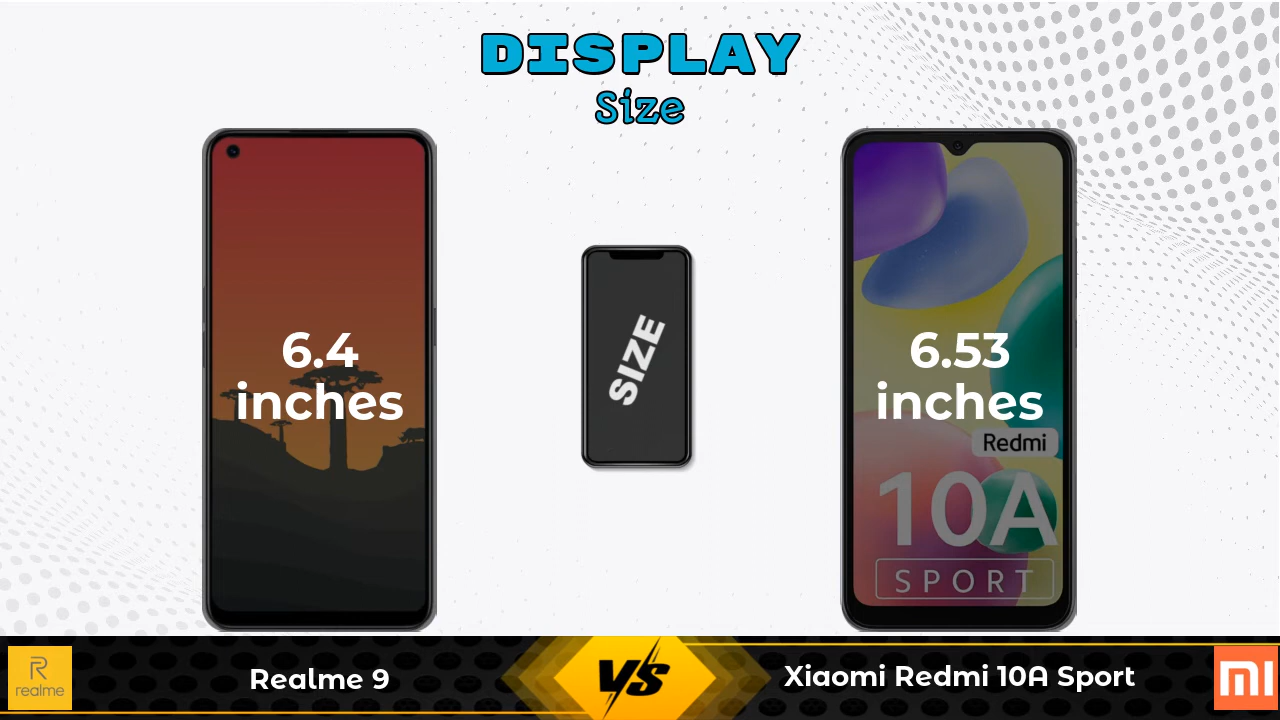 DISPLAY
Size
6.4
inches
SIZE
6.53
inches
Redmi
10A
SPORT
realme
Realme 9
VS
Xiaomi Redmi 10A Sport
mi